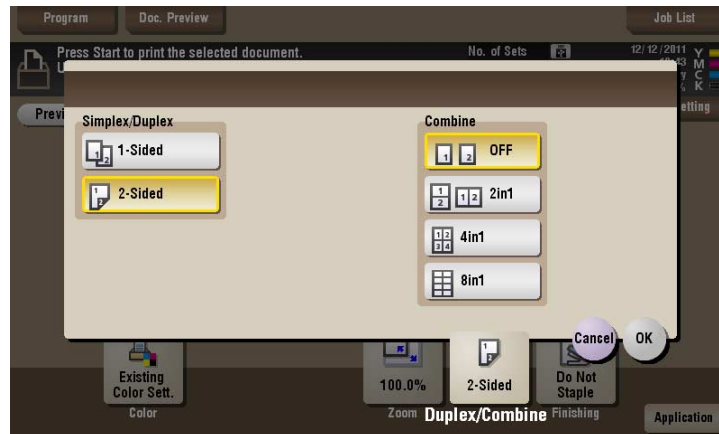 Program
Doc. Preview
Job List
Press Start to print the selected document.
No. of Sets
12/12/2011
Y
M
C
K
Simplex/Duplex
1-Sided
2-Sided
Combine
OFF
2in1
4in1
8in1
Cancel
OK
Existing
Color Sett.
Color
100.0%
Zoom
2-Sided
Duplex/Combine
Do Not
Staple
Finishing
Application